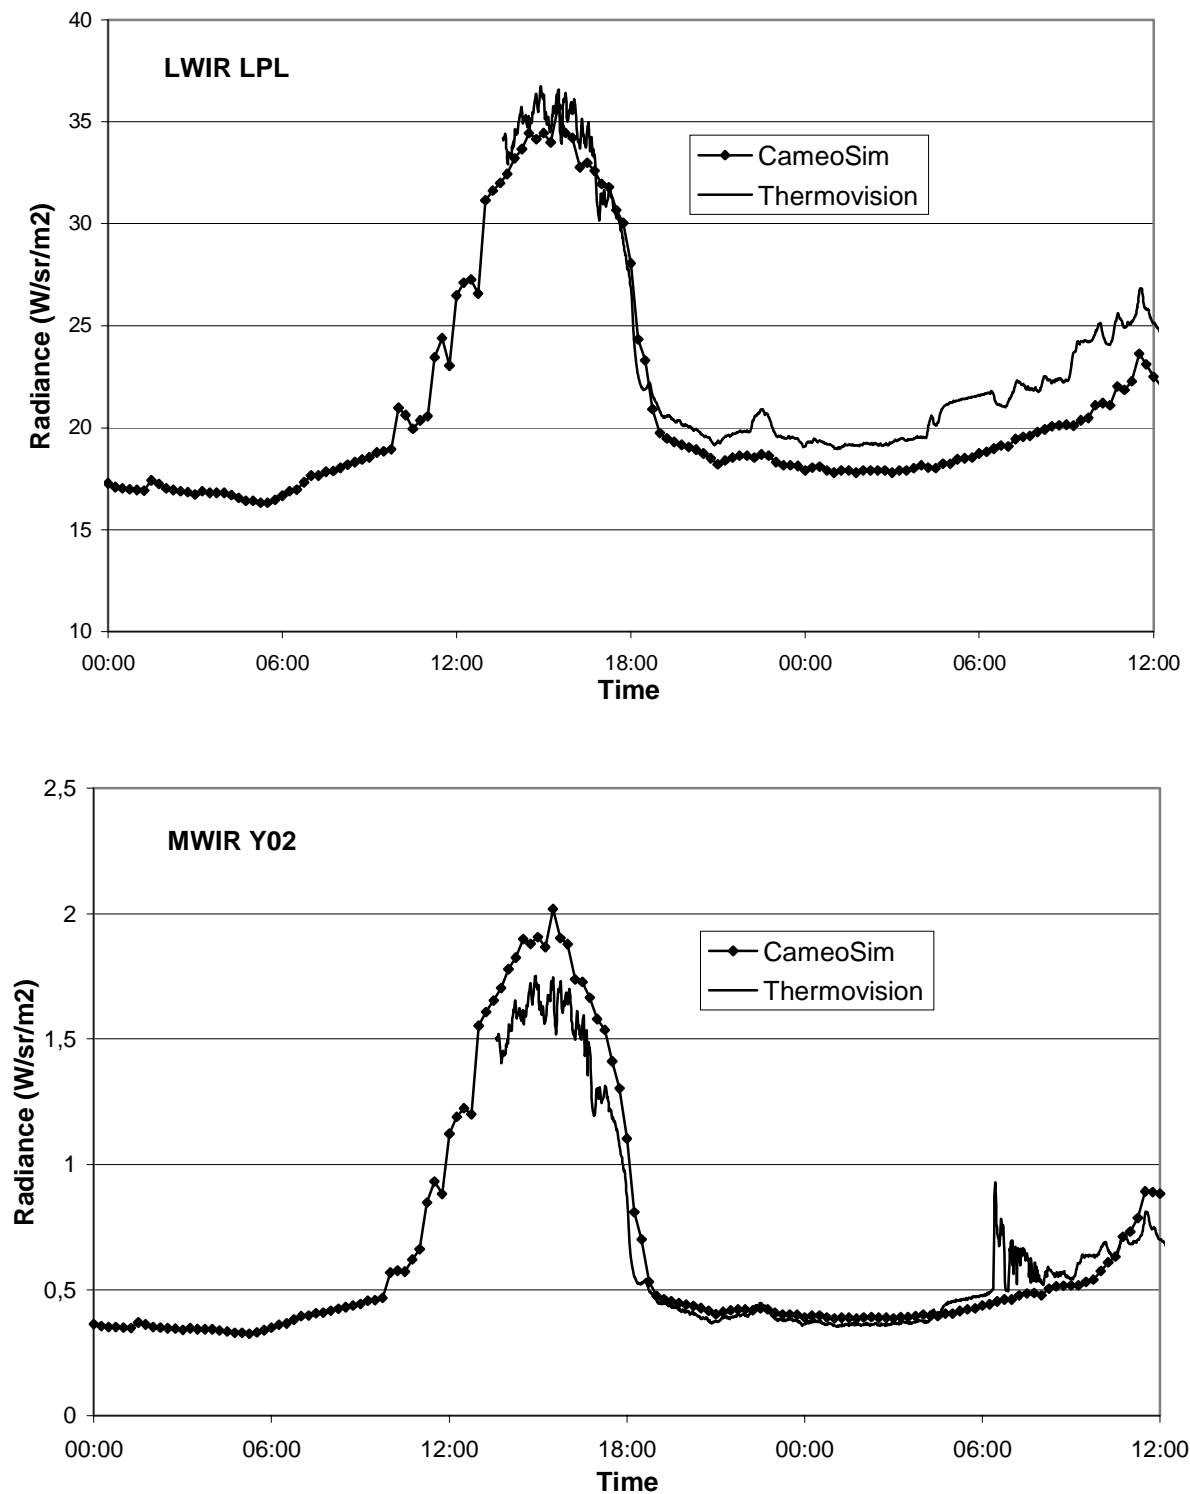 40
LWIR LPL
35
CameoSim
Thermovision
30
Radiance (W/sr/m2)
25
20
15
10
00:00 06:00 12:00 18:00 00:00 06:00 12:00
Time
2,5
MWIR Y02
2
CameoSim
Thermovision
1,5
Radiance (W/sr/m2)
1
0,5
0
00:00 06:00 12:00 18:00 00:00 06:00 12:00
Time